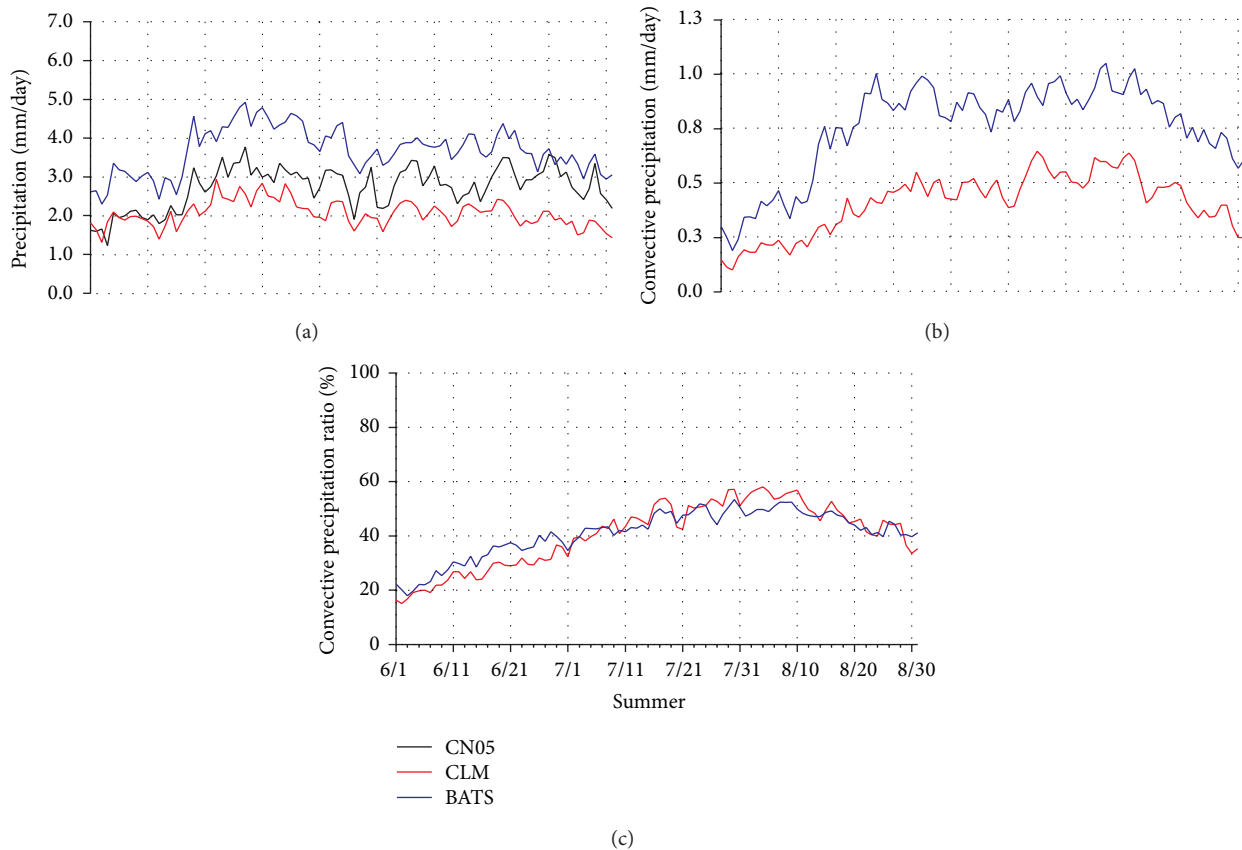 Precipitation (mm/day)
7.0
6.0
5.0
4.0
3.0
2.0
1.0
0.0
(a)
Convective precipitation (mm/day)
1.3
1.0
0.8
0.5
0.3
0.0
(b)
Convective precipitation ratio (%)
100
80
60
40
20
0
6/1 6/11 6/21 7/1 7/11 7/21 7/31 8/10 8/20 8/30
Summer
CN05
CLM
BATS
(c)